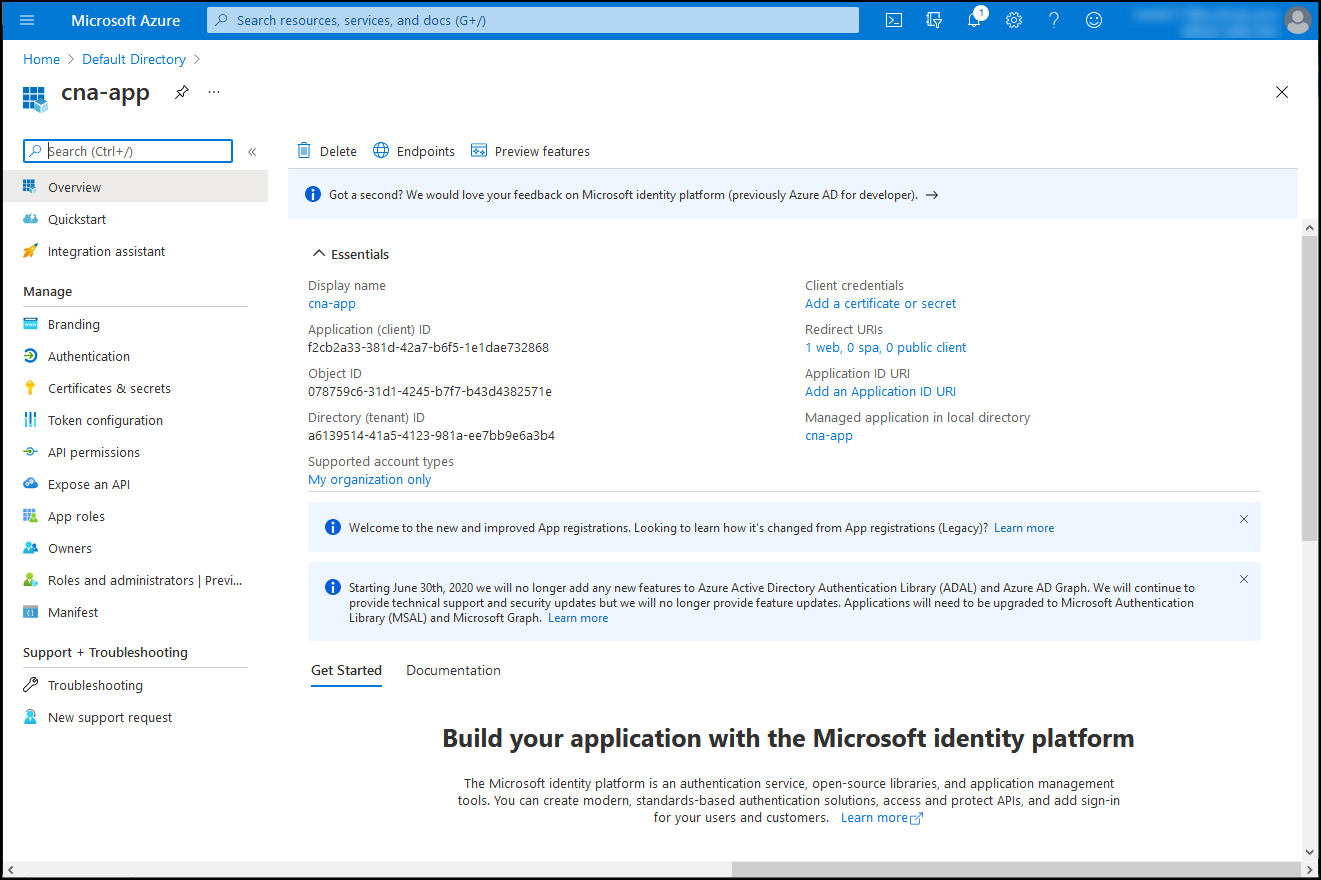 Microsoft Azure
Search resources, services, and docs (G+/)
1
Home > Default Directory >
cna-app
...
Search (Ctrl+/)
«
Overview
Quickstart
Integration assistant
Manage
Branding
Authentication
Certificates & secrets
Token configuration
API permissions
Expose an API
App roles
Owners
Roles and administrators | Previ...
Manifest
Support + Troubleshooting
Troubleshooting
New support request
Delete
Endpoints
Preview features
Got a second? We would love your feedback on Microsoft identity platform (previously Azure AD for developer). →
Essentials
Display name
cna-app
Application (client) ID
f2cb2a33-381d-42a7-b6f5-1e1dae732868
Object ID
078759c6-31d1-4245-b7f7-b43d4382571e
Directory (tenant) ID
a6139514-41a5-4123-981a-ee7bb9e6a3b4
Supported account types
My organization only
Client credentials
Add a certificate or secret
Redirect URIs
1 web, 0 spa, 0 public client
Application ID URI
Add an Application ID URI
Managed application in local directory
cna-app
Welcome to the new and improved App registrations. Looking to learn how it's changed from App registrations (Legacy)? Learn more
Starting June 30th, 2020 we will no longer add any new features to Azure Active Directory Authentication Library (ADAL) and Azure AD Graph. We will continue to
provide technical support and security updates but we will no longer provide feature updates. Applications will need to be upgraded to Microsoft Authentication
Library (MSAL) and Microsoft Graph. Learn more
Get Started
Documentation
Build your application with the Microsoft identity platform
The Microsoft identity platform is an authentication service, open-source libraries, and application management
tools. You can create modern, standards-based authentication solutions, access and protect APIs, and add sign-in
for your users and customers. Learn more